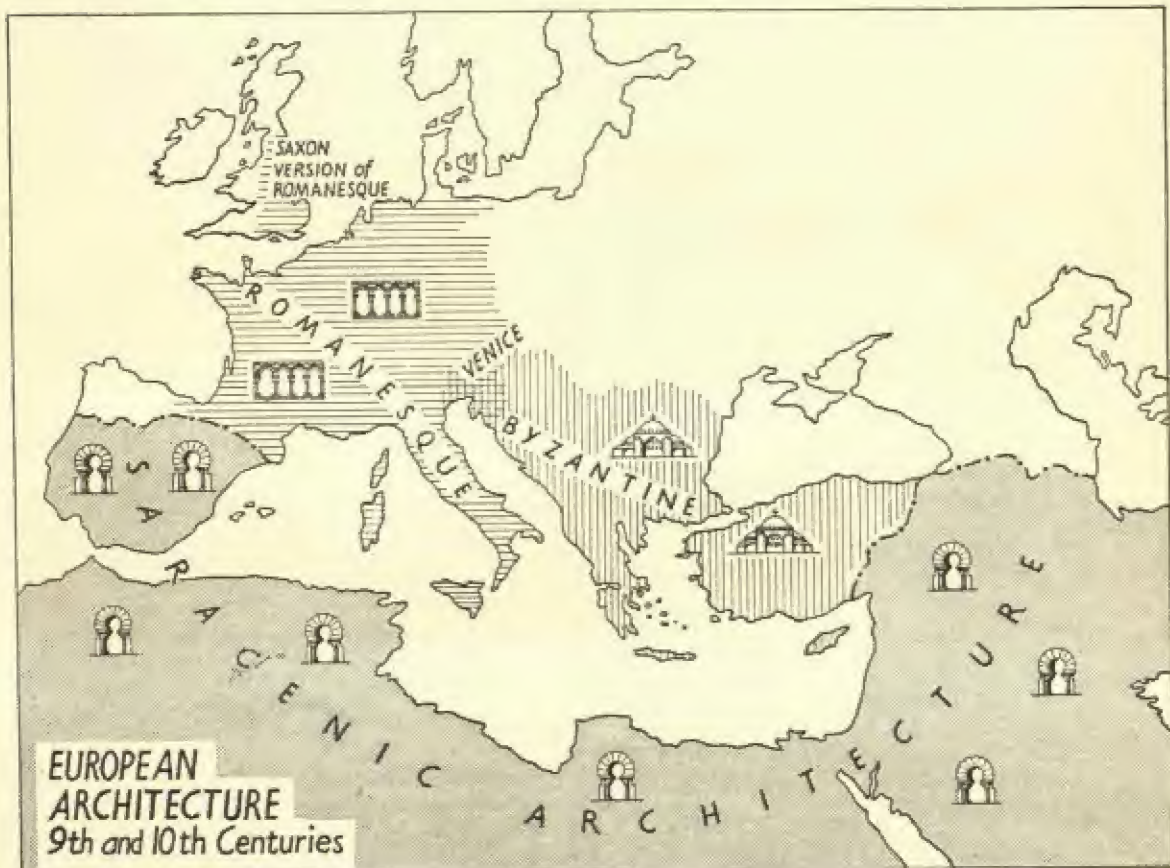 SAXON
VERSION of
ROMANESQUE
ROMANESQUE
VENICE
BYZANTINE
SARACENIC ARCHITECTURE
EUROPEAN
ARCHITECTURE
9th and 10th Centuries